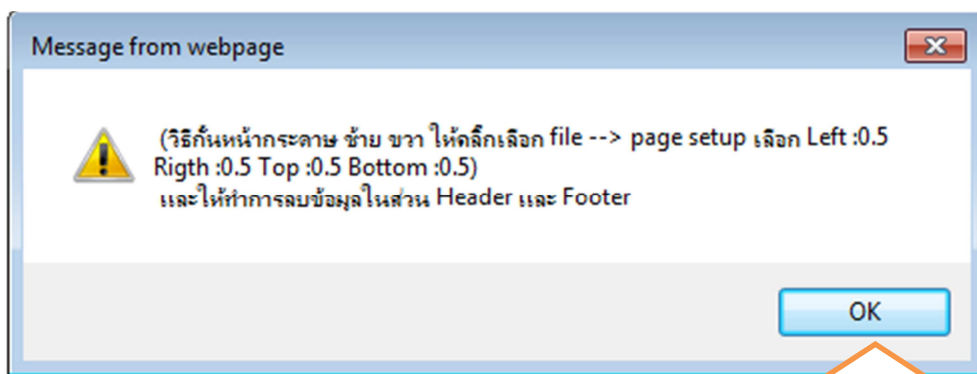 Message from webpage
(วิธีกั้นหน้ากระดาษ ซ้าย ขวา ให้คลิ๊กเลือก file --> page setup เลือก Left :0.5
Rigth :0.5 Top :0.5 Bottom :0.5)
และให้ทำการลบข้อมุลในส่วน Header และ Footer
OK